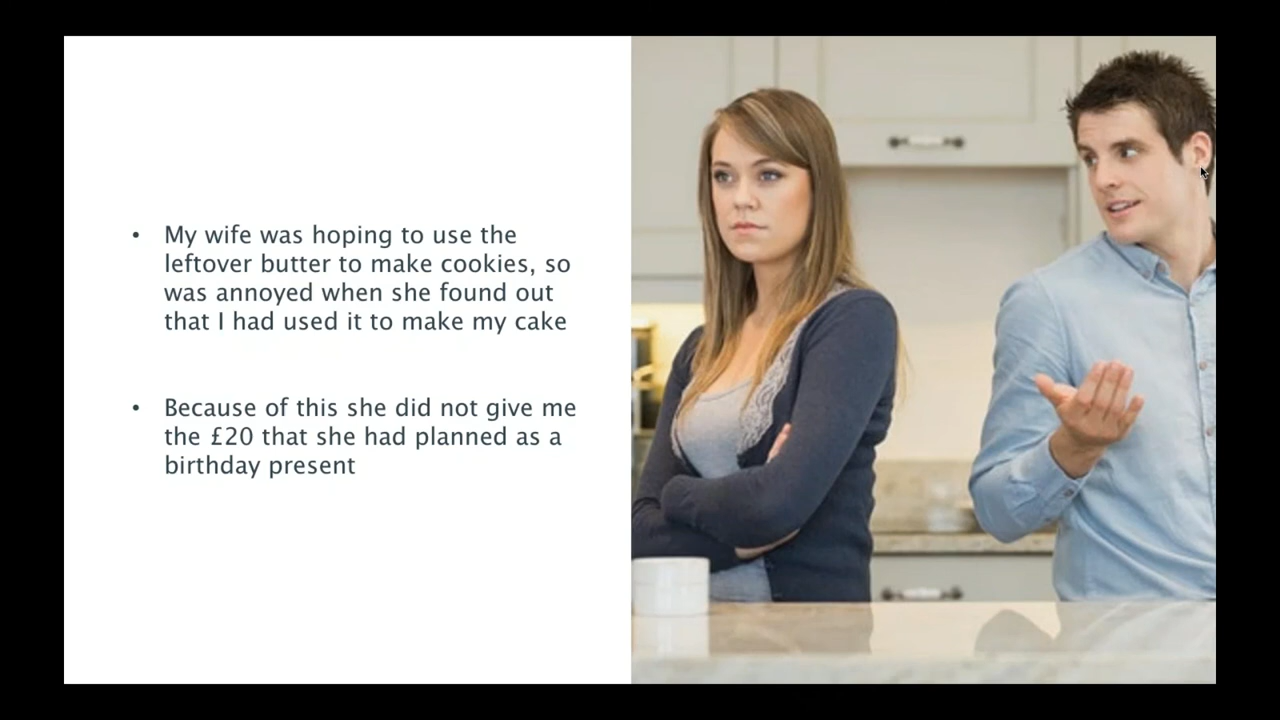 • My wife was hoping to use the
leftover butter to make cookies, so
was annoyed when she found out
that I had used it to make my cake
• Because of this she did not give me
the £20 that she had planned as a
birthday present